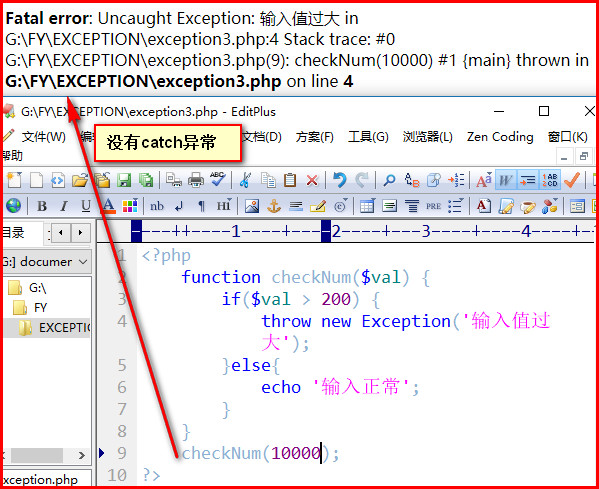 Fatal error: Uncaught Exception: 输入值过大 in
G:\FY\EXCEPTION\exception3.php:4 Stack trace: #0
G:\FY\EXCEPTION\exception3.php(9): checkNum(10000) #1 {main} thrown in
G:\FY\EXCEPTION\exception3.php on line 4
G:\FY\EXCEPTION\exception3.php - EditPlus
没有catch异常
文件(W) 文档(D) 方案(F) 工具(G) 浏览器(L) Zen Coding 窗口(K)
帮助
B I U A ¶ HI
W ABC PRE
目录
----+----1----+----2----+----3----+----4----+
G:] documer
G:\
FY
EXCEPTIC
1 <?php
2 function checkNum($val) {
3 if($val > 200) {
4 throw new Exception('输入值过
大');
5 }else{
6 echo '输入正常';
7 }
8 }
9 checkNum(10000);
10 ?>
xception.php